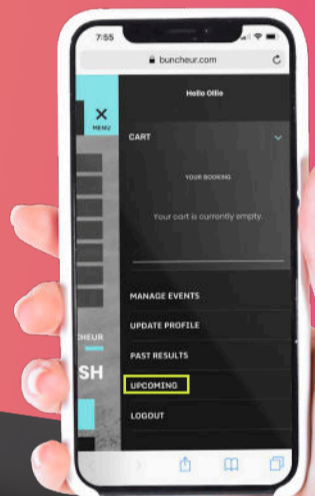 7:55
buncheur.com
Hello Ollie
X
MENU
CART
YOUR BOOKING
Your cart is currently empty.
MANAGE EVENTS
UPDATE PROFILE
PAST RESULTS
CHEUR
SH
UPCOMING
LOGOUT